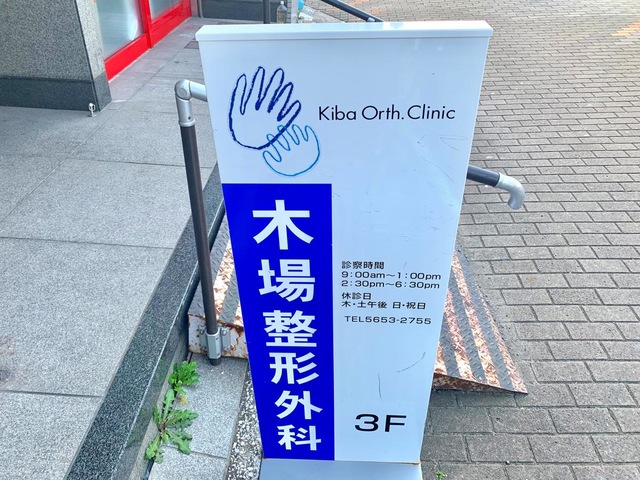 Kiba Orth. Clinic
木場整形外科
診察時間
9:00am～1:00pm
2:30pm～6:30pm
休診日
木・土午後 日・祝日
TEL5653-2755
3F